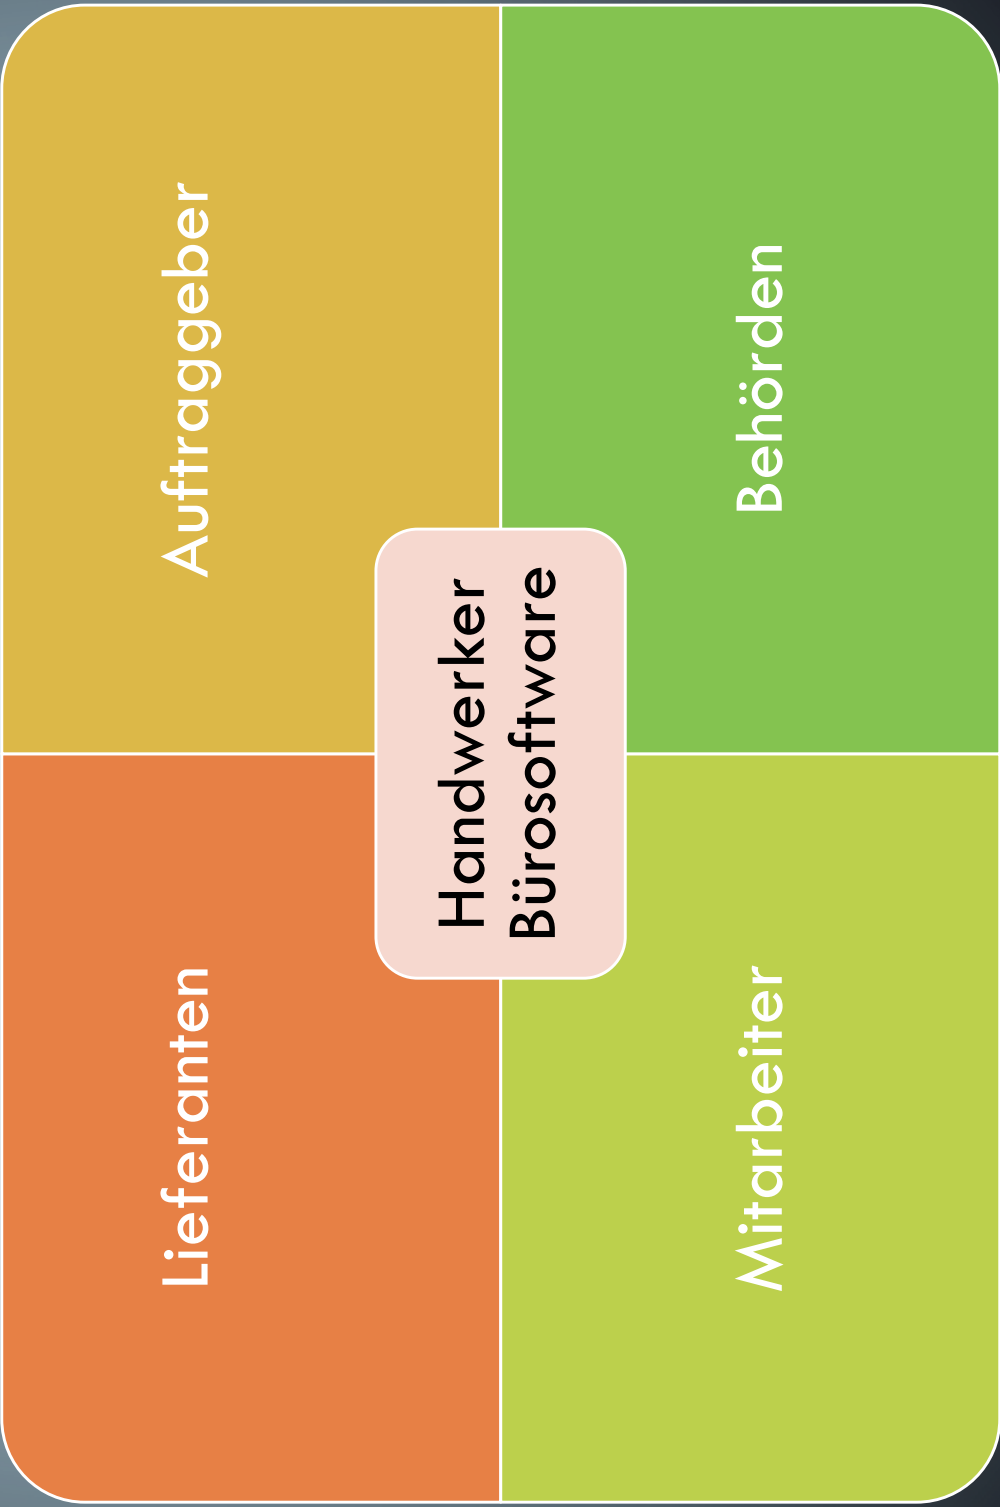 Lieferanten
Auftraggeber
Handwerker
Bürosoftware
Mitarbeiter
Behörden